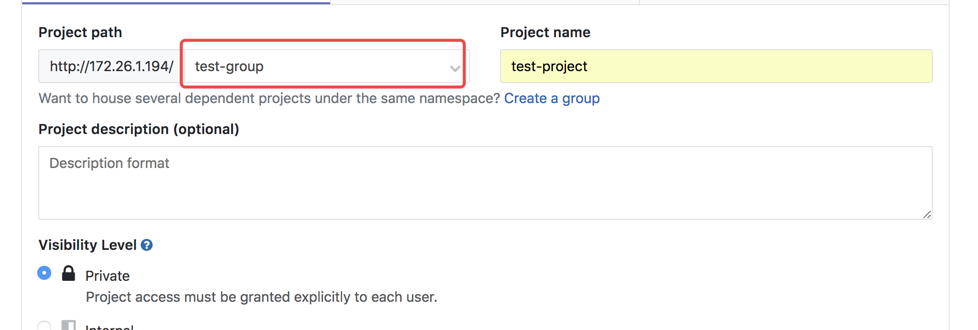 Project path Project name
http://172.26.1.194/ test-group test-project
Want to house several dependent projects under the same namespace? Create a group
Project description (optional)
Description format
Visibility Level ?
Private
Project access must be granted explicitly to each user.
Internal